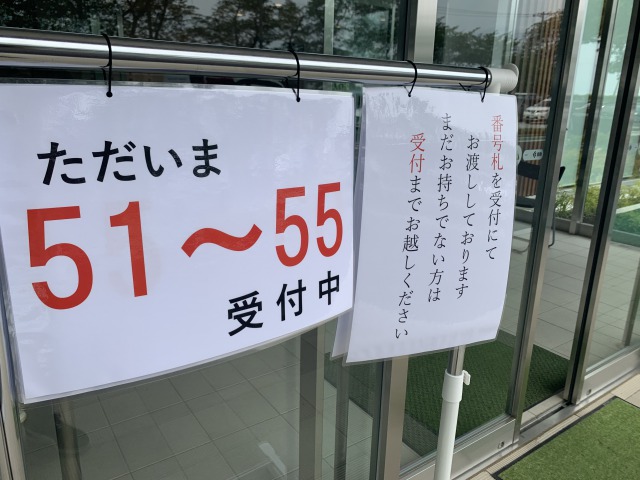 ただいま
51～55
受付中
番号札を受付にて
お渡ししております
まだお持ちでない方は
受付までお越しください